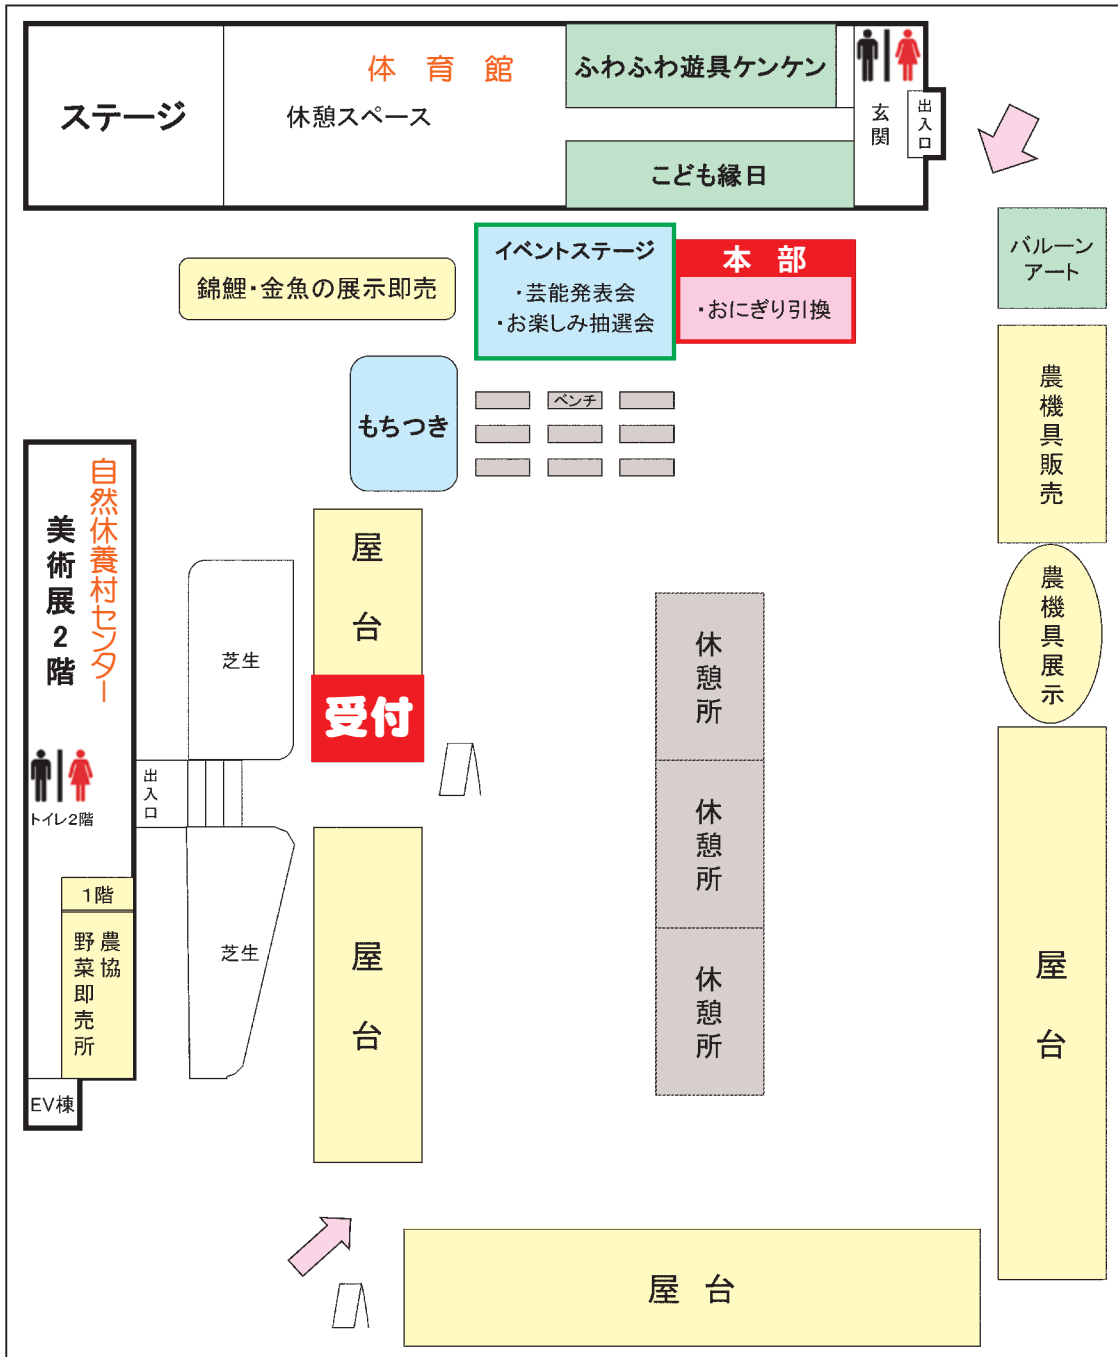 体育館
ふわふわ遊具ケンケン
ステージ
休憩スペース
玄関
出入口
こども縁日
イベントステージ
・芸能発表会
・お楽しみ抽選会
本部
・おにぎり引換
バルーン
アート
錦鯉・金魚の展示即売
もちつき
ベンチ
農機具販売
自然休養村センター
美術展2階
屋台
芝生
受付
休憩所
農機具展示
トイレ2階
出入口
休憩所
1階
農協
野菜即売所
芝生
屋台
休憩所
屋台
EV棟
屋台